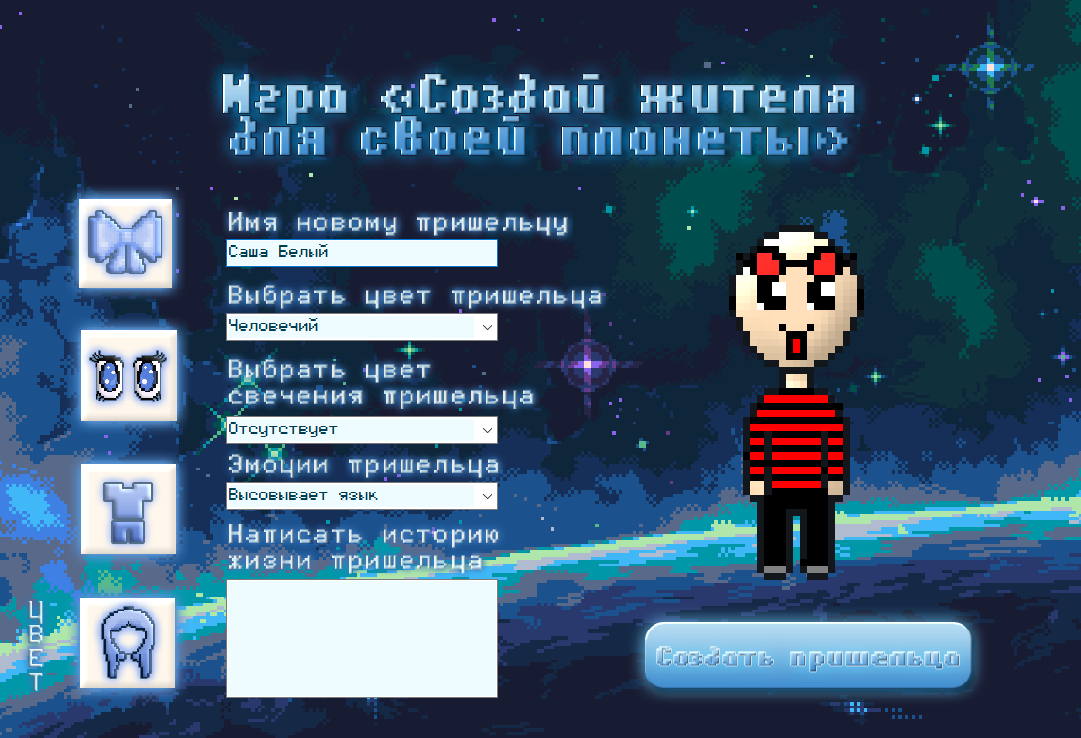 Игра «Создай жителя
для своей планеты»
Имя новому пришельцу
Саша Белый
Выбрать цвет пришельца
Человечий
Выбрать цвет
свечения пришельца
Отсутствует
Эмоции пришельца
Высовывает язык
Написать историю
жизни пришельца
ЦВЕТ
Создать пришельца